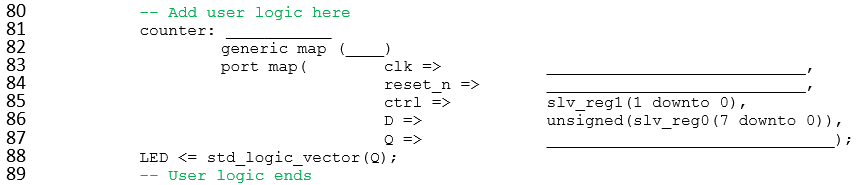 80 -- Add user logic here
81 counter: ___________
82 generic map (____)
83 port map( clk => ___________________________,
84 reset_n => ___________________________,
85 ctrl => slv_reg1(1 downto 0),
86 D => unsigned(slv_reg0(7 downto 0)),
87 Q => ______________________________);
88 LED <= std_logic_vector(Q);
89 -- User logic ends